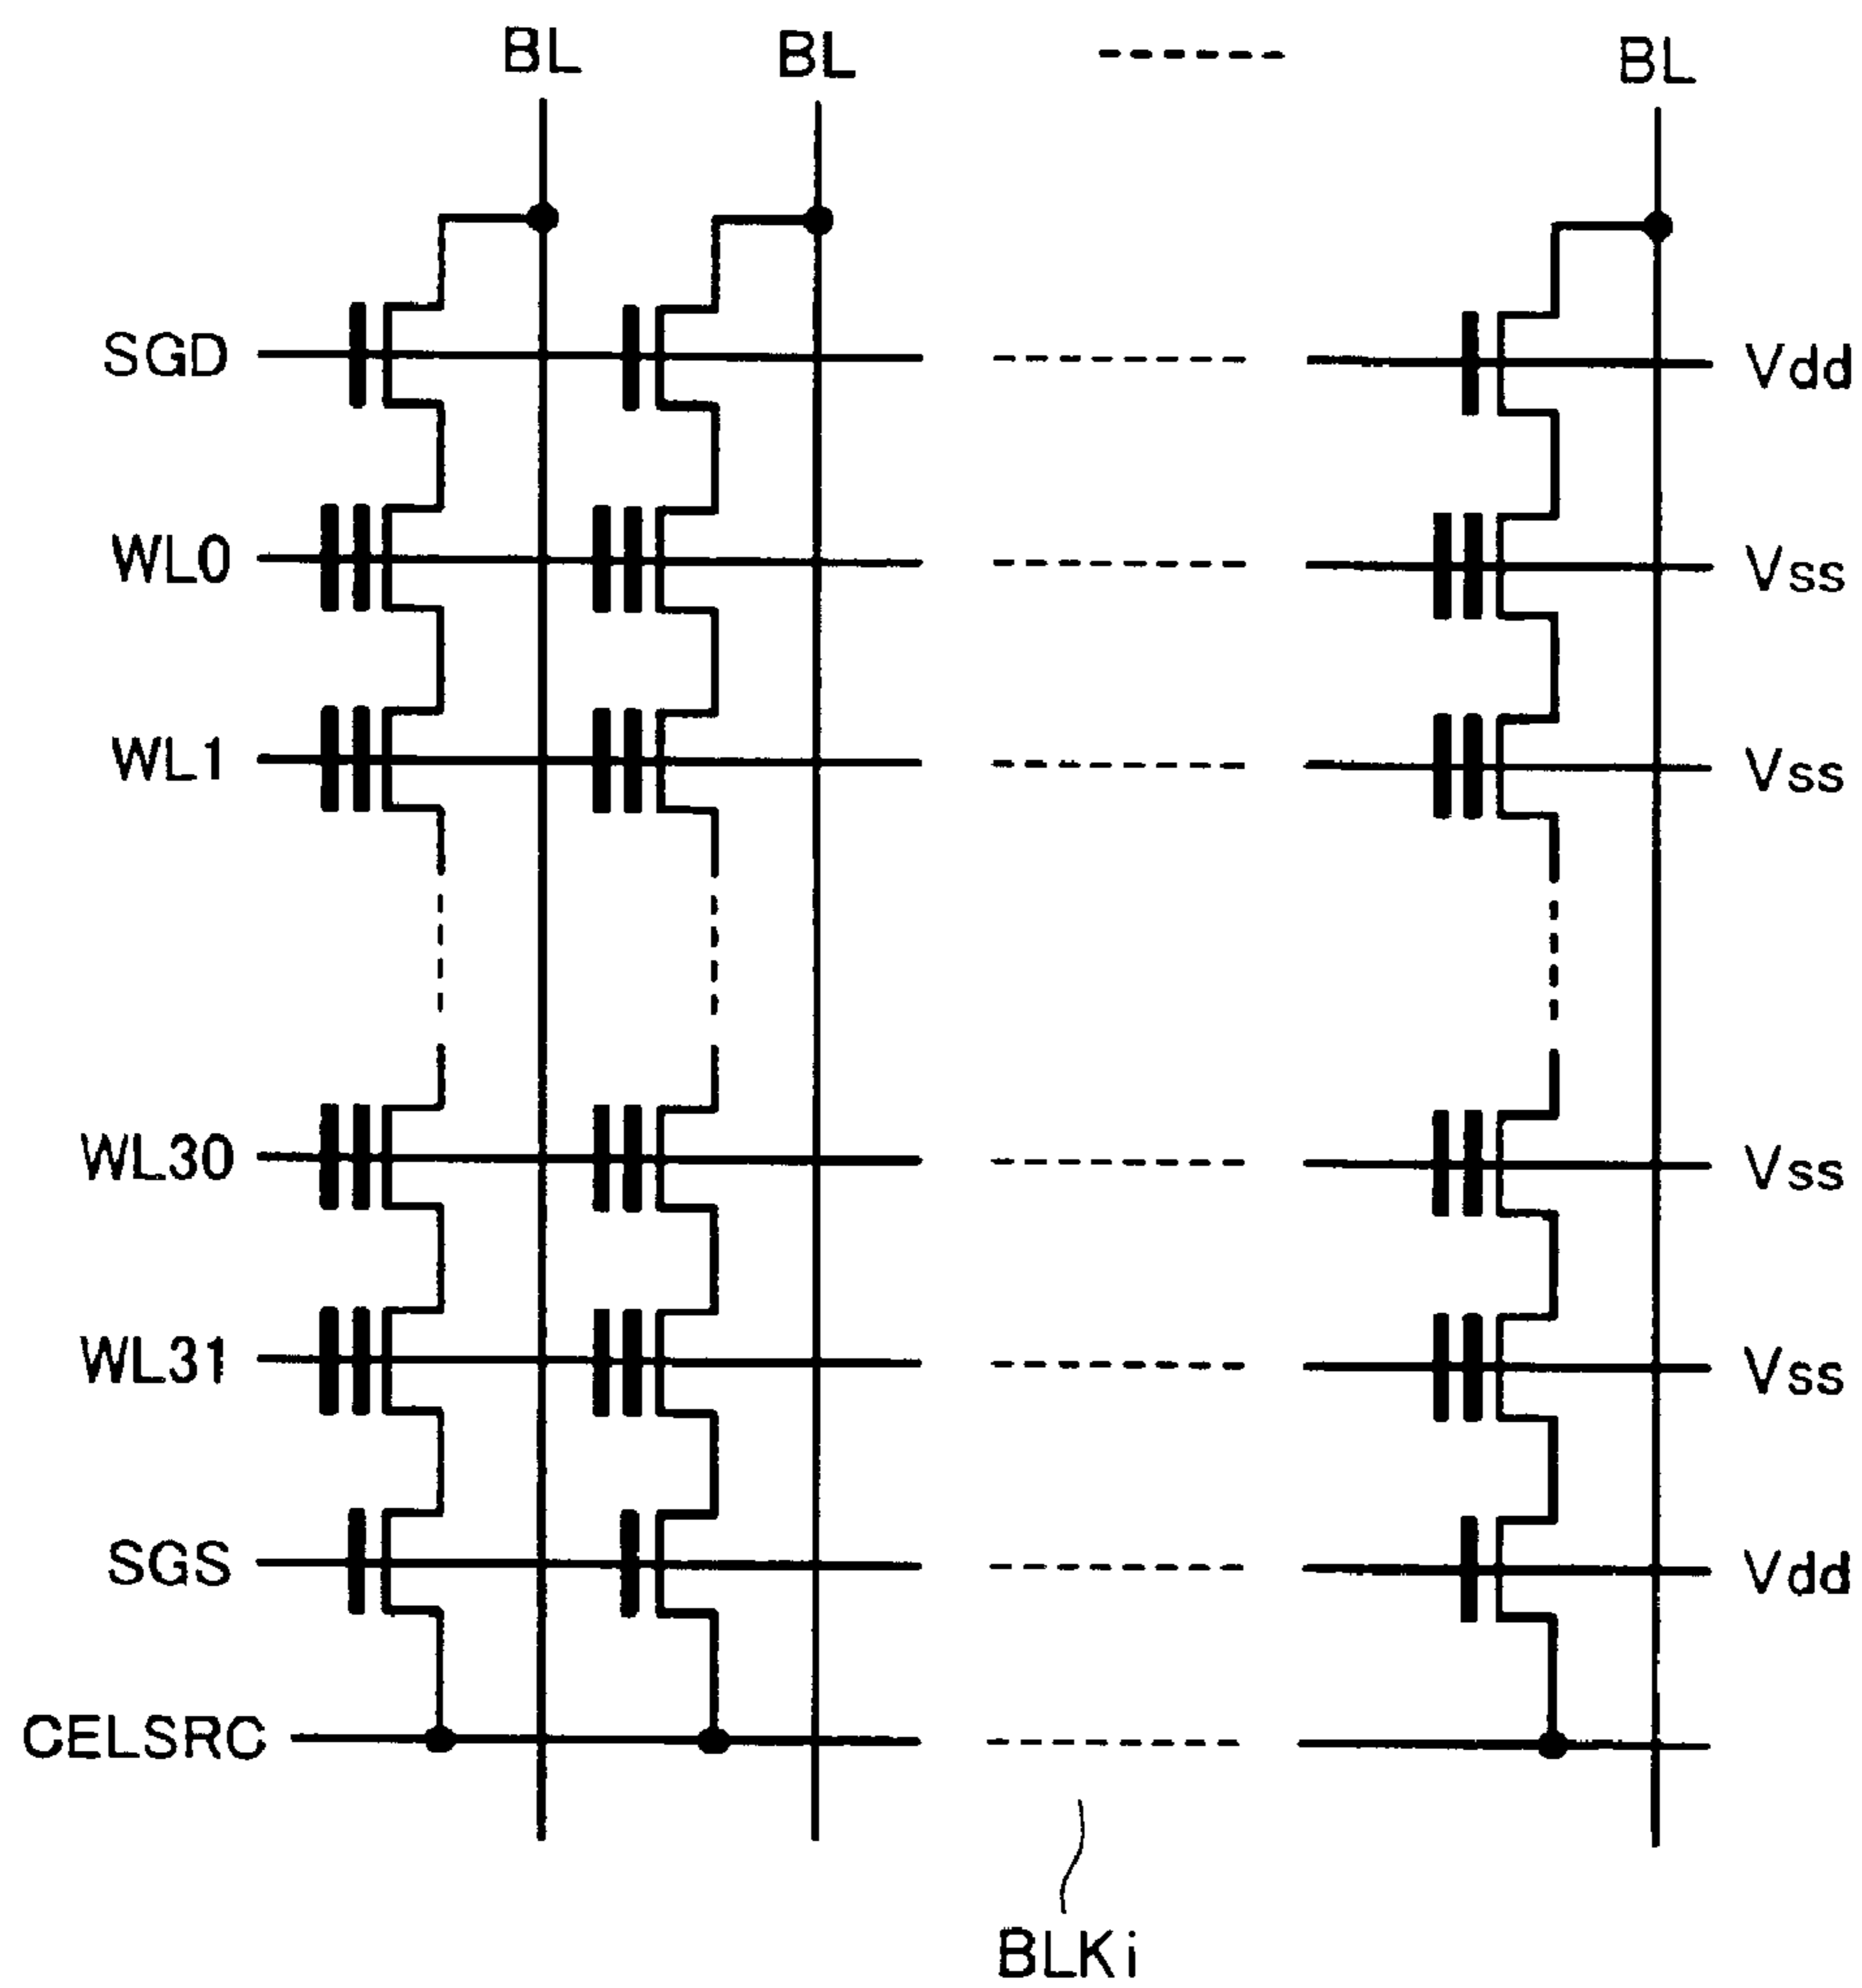 BL BL BL
SGD Vdd
WL0 Vss
WL1 Vss
WL30 Vss
WL31 Vss
SGS Vdd
CELSRC
BLKi